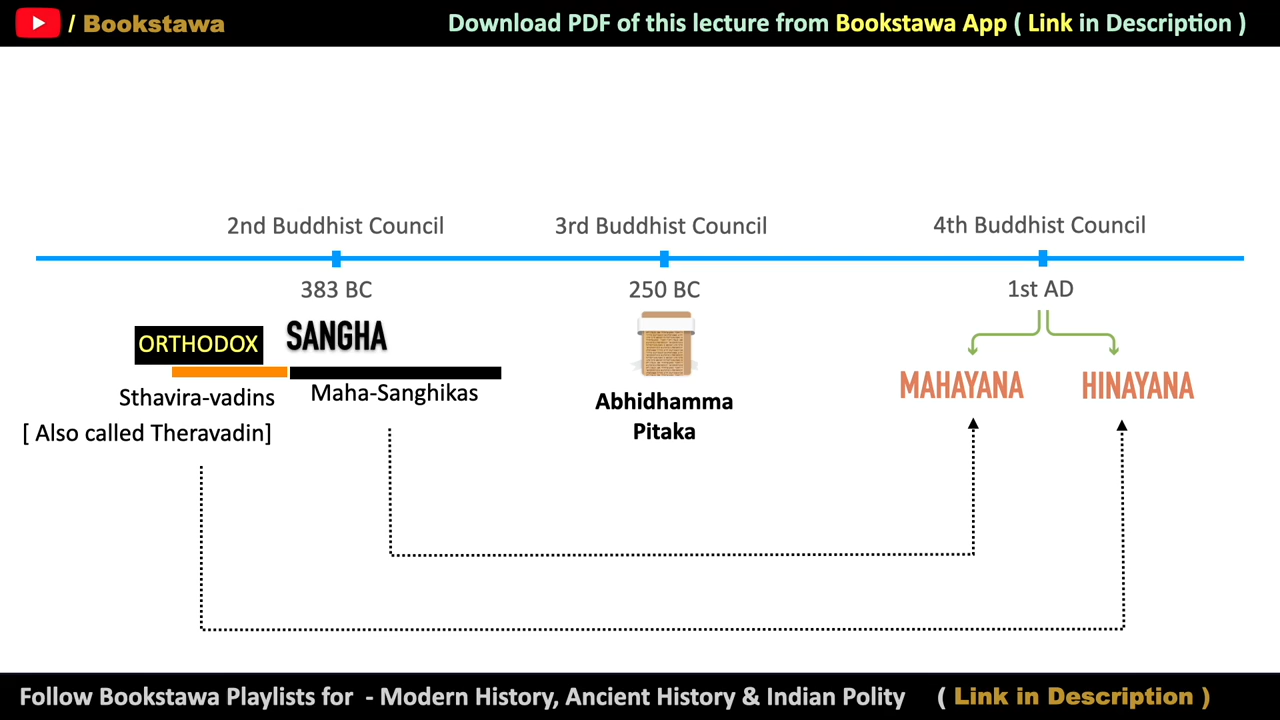 / Bookstawa
Download PDF of this lecture from Bookstawa App ( Link in Description )
2nd Buddhist Council
3rd Buddhist Council
4th Buddhist Council
383 BC
250 BC
1st AD
ORTHODOX
SANGHA
Sthavira-vadins
Maha-Sanghikas
[ Also called Theravadin]
Abhidhamma
Pitaka
MAHAYANA
HINAYANA
Follow Bookstawa Playlists for - Modern History, Ancient History & Indian Polity ( Link in Description )